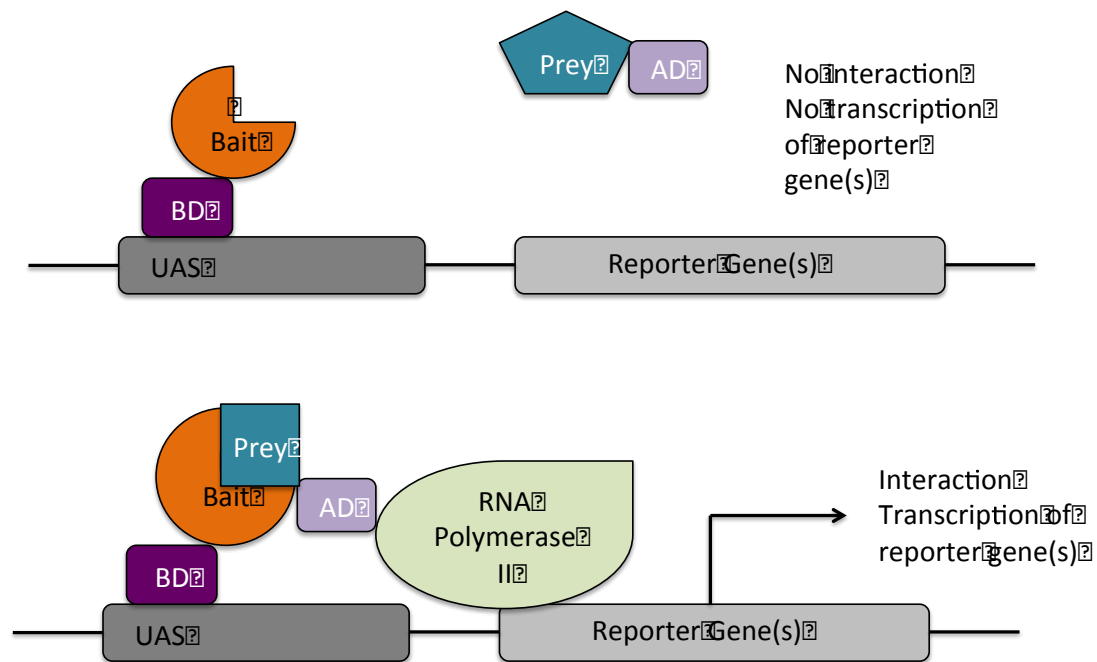 Prey
AD
No interaction
No transcription
of reporter
gene(s)
Bait
BD
UAS
Reporter Gene(s)
Prey
Bait
AD
RNA
Polymerase
II
Interaction
Transcription of
reporter gene(s)
BD
UAS
Reporter Gene(s)